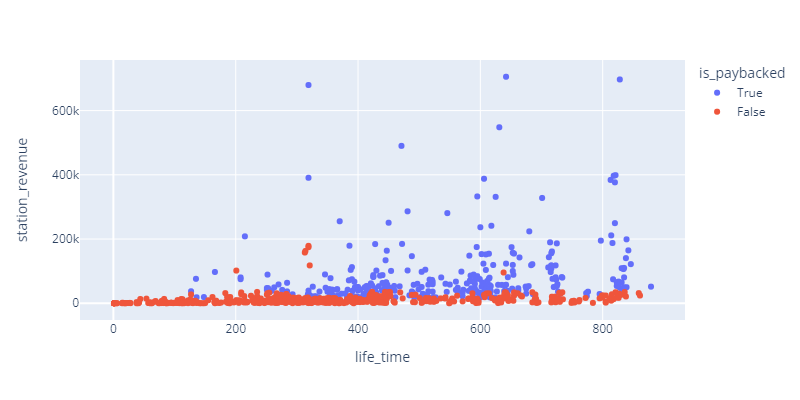 is_paybacked
True
False
600k
400k
200k
0
station_revenue
0
200
400
600
800
life_time